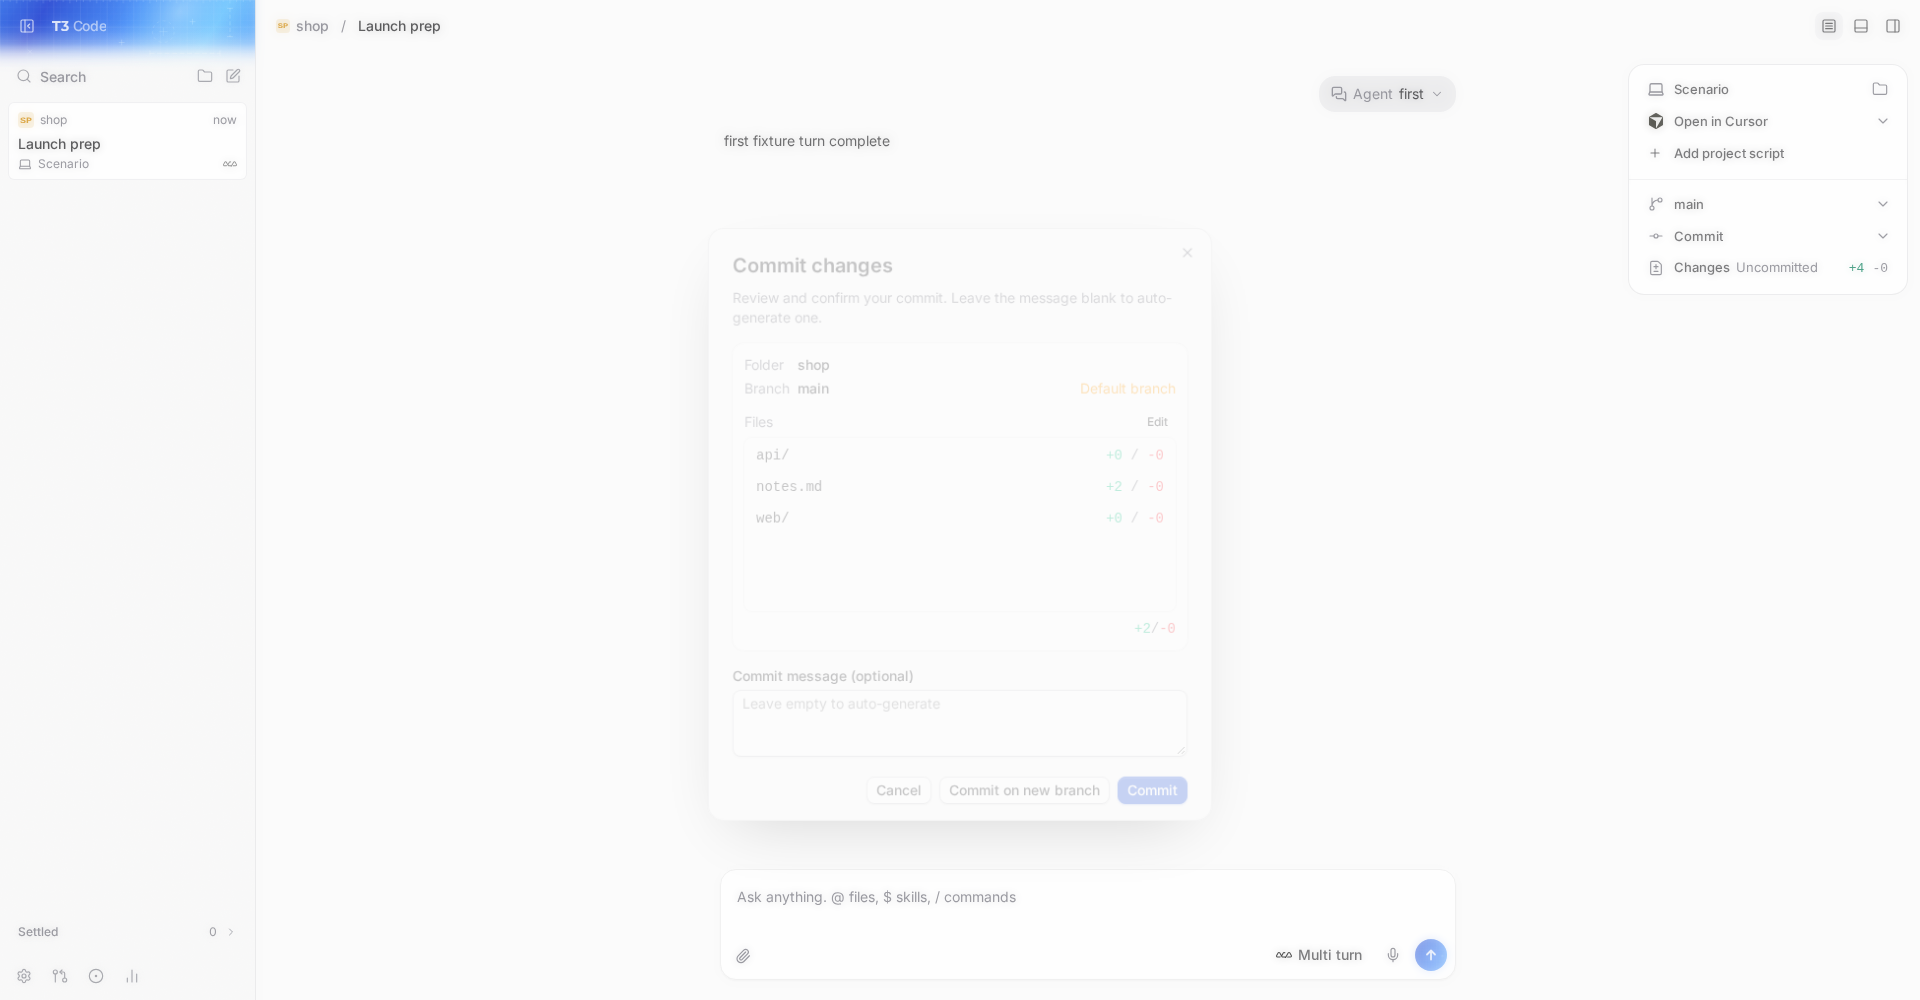 T3 Code
Search
SP shop now
Launch prep
Scenario
Settled 0
SP shop / Launch prep
Agent first
first fixture turn complete
Commit changes
Review and confirm your commit. Leave the message blank to auto-
generate one.
Folder shop
Branch main Default branch
Files Edit
api/ +0 / -0
notes.md +2 / -0
web/ +0 / -0
+2/-0
Commit message (optional)
Leave empty to auto-generate
Cancel Commit on new branch Commit
Ask anything. @ files, $ skills, / commands
Multi turn
Scenario
Open in Cursor
Add project script
main
Commit
Changes Uncommitted +4 -0